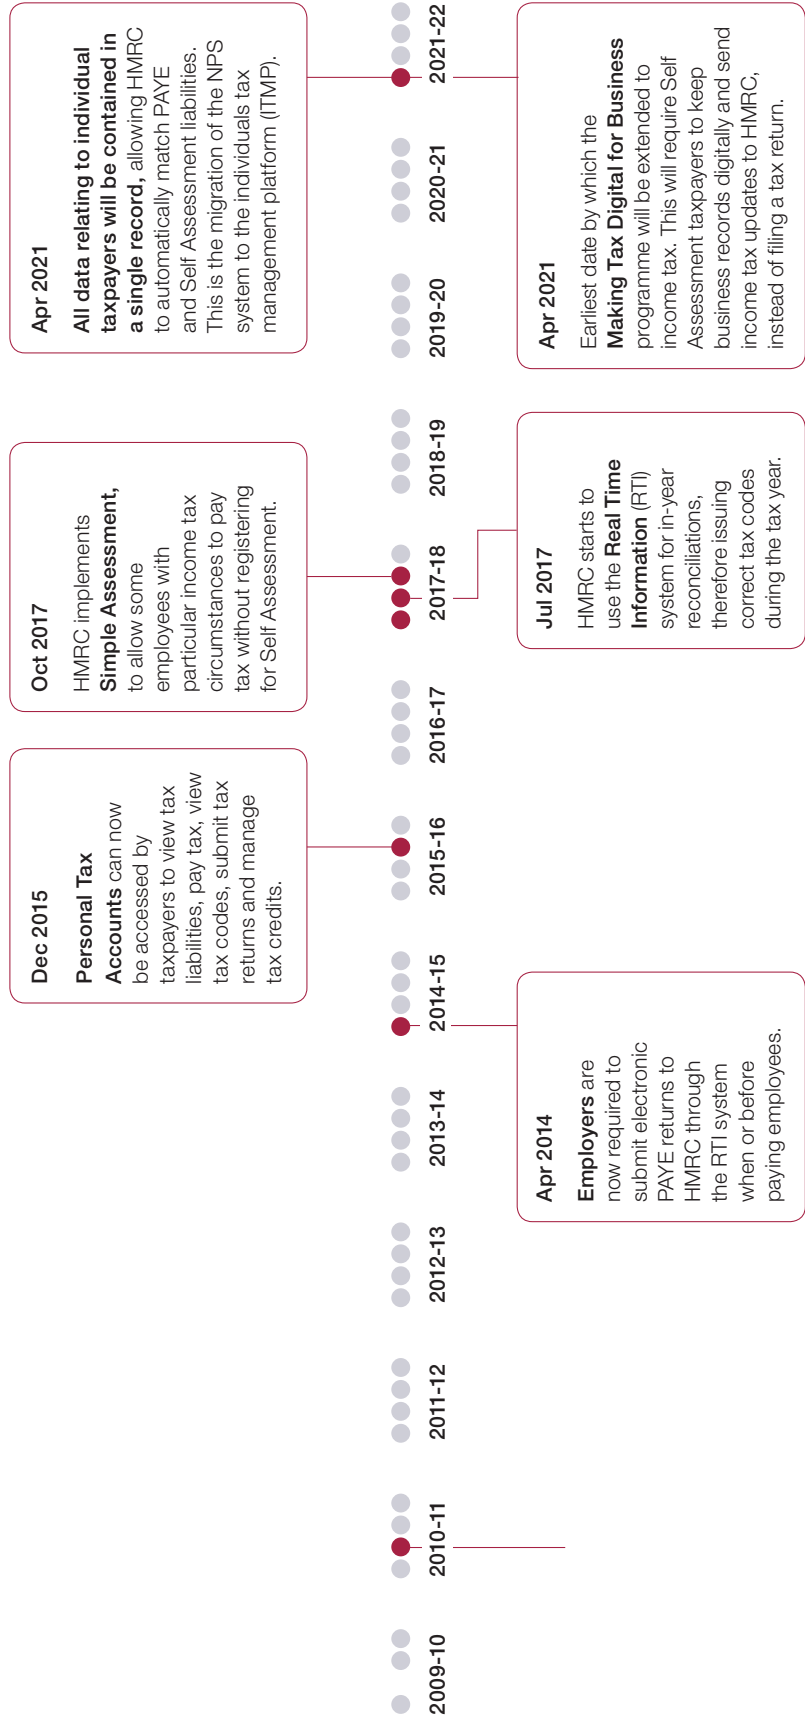 Dec 2015
Personal Tax
Accounts can now
be accessed by
taxpayers to view tax
liabilities, pay tax, view
tax codes, submit tax
returns and manage
tax credits.
Oct 2017
HMRC implements
Simple Assessment,
to allow some
employees with
particular income tax
circumstances to pay
tax without registering
for Self Assessment.
Apr 2021
All data relating to individual
taxpayers will be contained in
a single record, allowing HMRC
to automatically match PAYE
and Self Assessment liabilities.
This is the migration of the NPS
system to the individuals tax
management platform (ITMP).
2009-10
2010-11
2011-12
2012-13
2013-14
2014-15
2015-16
2016-17
2017-18
2018-19
2019-20
2020-21
2021-22
Apr 2014
Employers are
now required to
submit electronic
PAYE returns to
HMRC through
the RTI system
when or before
paying employees.
Jul 2017
HMRC starts to
use the Real Time
Information (RTI)
system for in-year
reconciliations,
therefore issuing
correct tax codes
during the tax year.
Apr 2021
Earliest date by which the
Making Tax Digital for Business
programme will be extended to
income tax. This will require Self
Assessment taxpayers to keep
business records digitally and send
income tax updates to HMRC,
instead of filing a tax return.